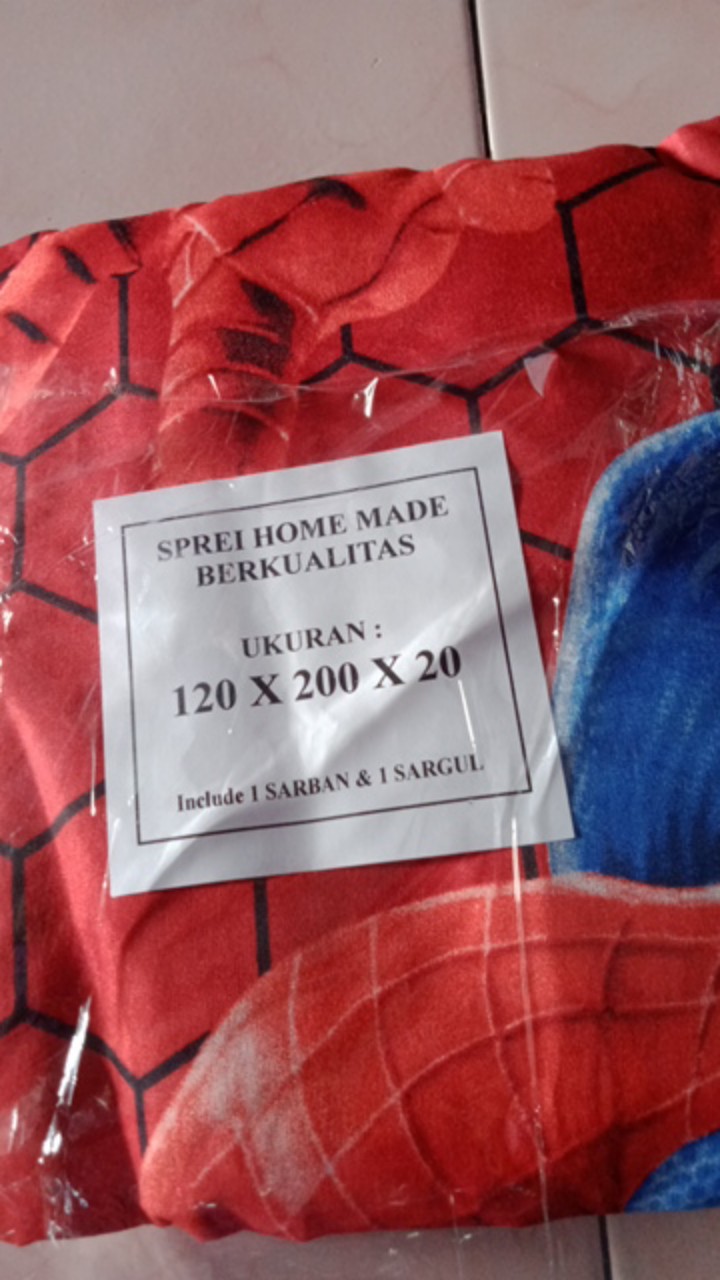 SPREI HOME MADE
BERKUALITAS
UKURAN :
120 X 200 X 20
Include 1 SARBAN & 1 SARGUL